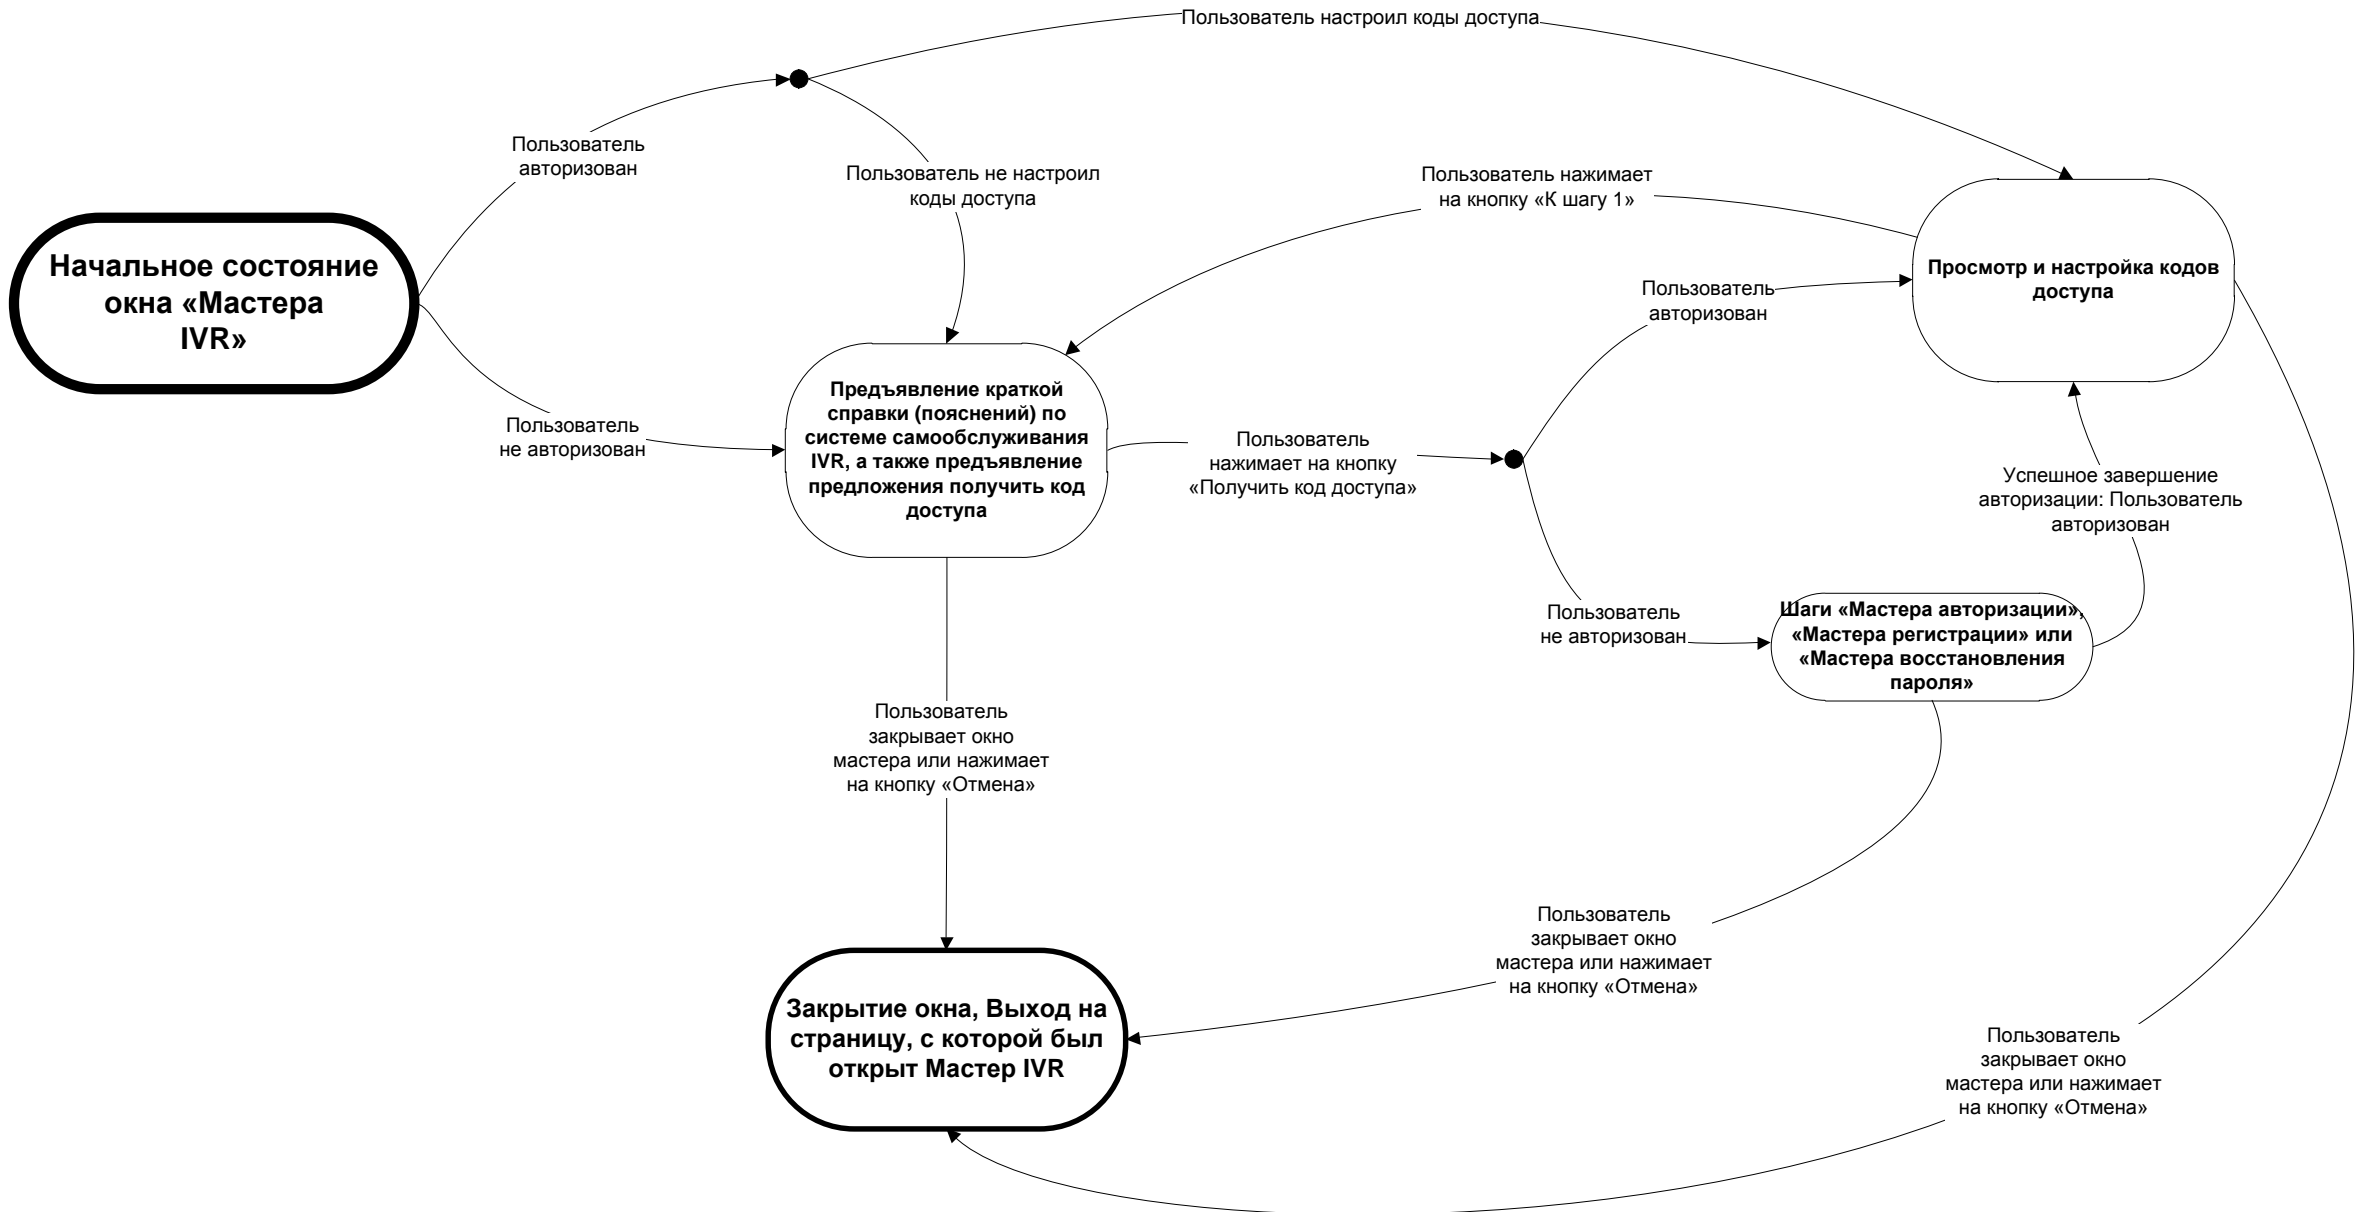 Пользователь настроил коды доступа
Пользователь
авторизован
Пользователь не настроил
коды доступа
Пользователь нажимает
на кнопку «К шагу 1»
Начальное состояние
окна «Мастера
IVR»
Просмотр и настройка кодов
доступа
Пользователь
авторизован
Предъявление краткой
справки (пояснений) по
системе самообслуживания
IVR, а также предъявление
предложения получить код
доступа
Пользователь
не авторизован
Пользователь
нажимает на кнопку
«Получить код доступа»
Успешное завершение
авторизации: Пользователь
авторизован
Пользователь
не авторизован
Шаги «Мастера авторизации»,
«Мастера регистрации» или
«Мастера восстановления
пароля»
Пользователь
закрывает окно
мастера или нажимает
на кнопку «Отмена»
Пользователь
закрывает окно
мастера или нажимает
на кнопку «Отмена»
Закрытие окна, Выход на
страницу, с которой был
открыт Мастер IVR
Пользователь
закрывает окно
мастера или нажимает
на кнопку «Отмена»